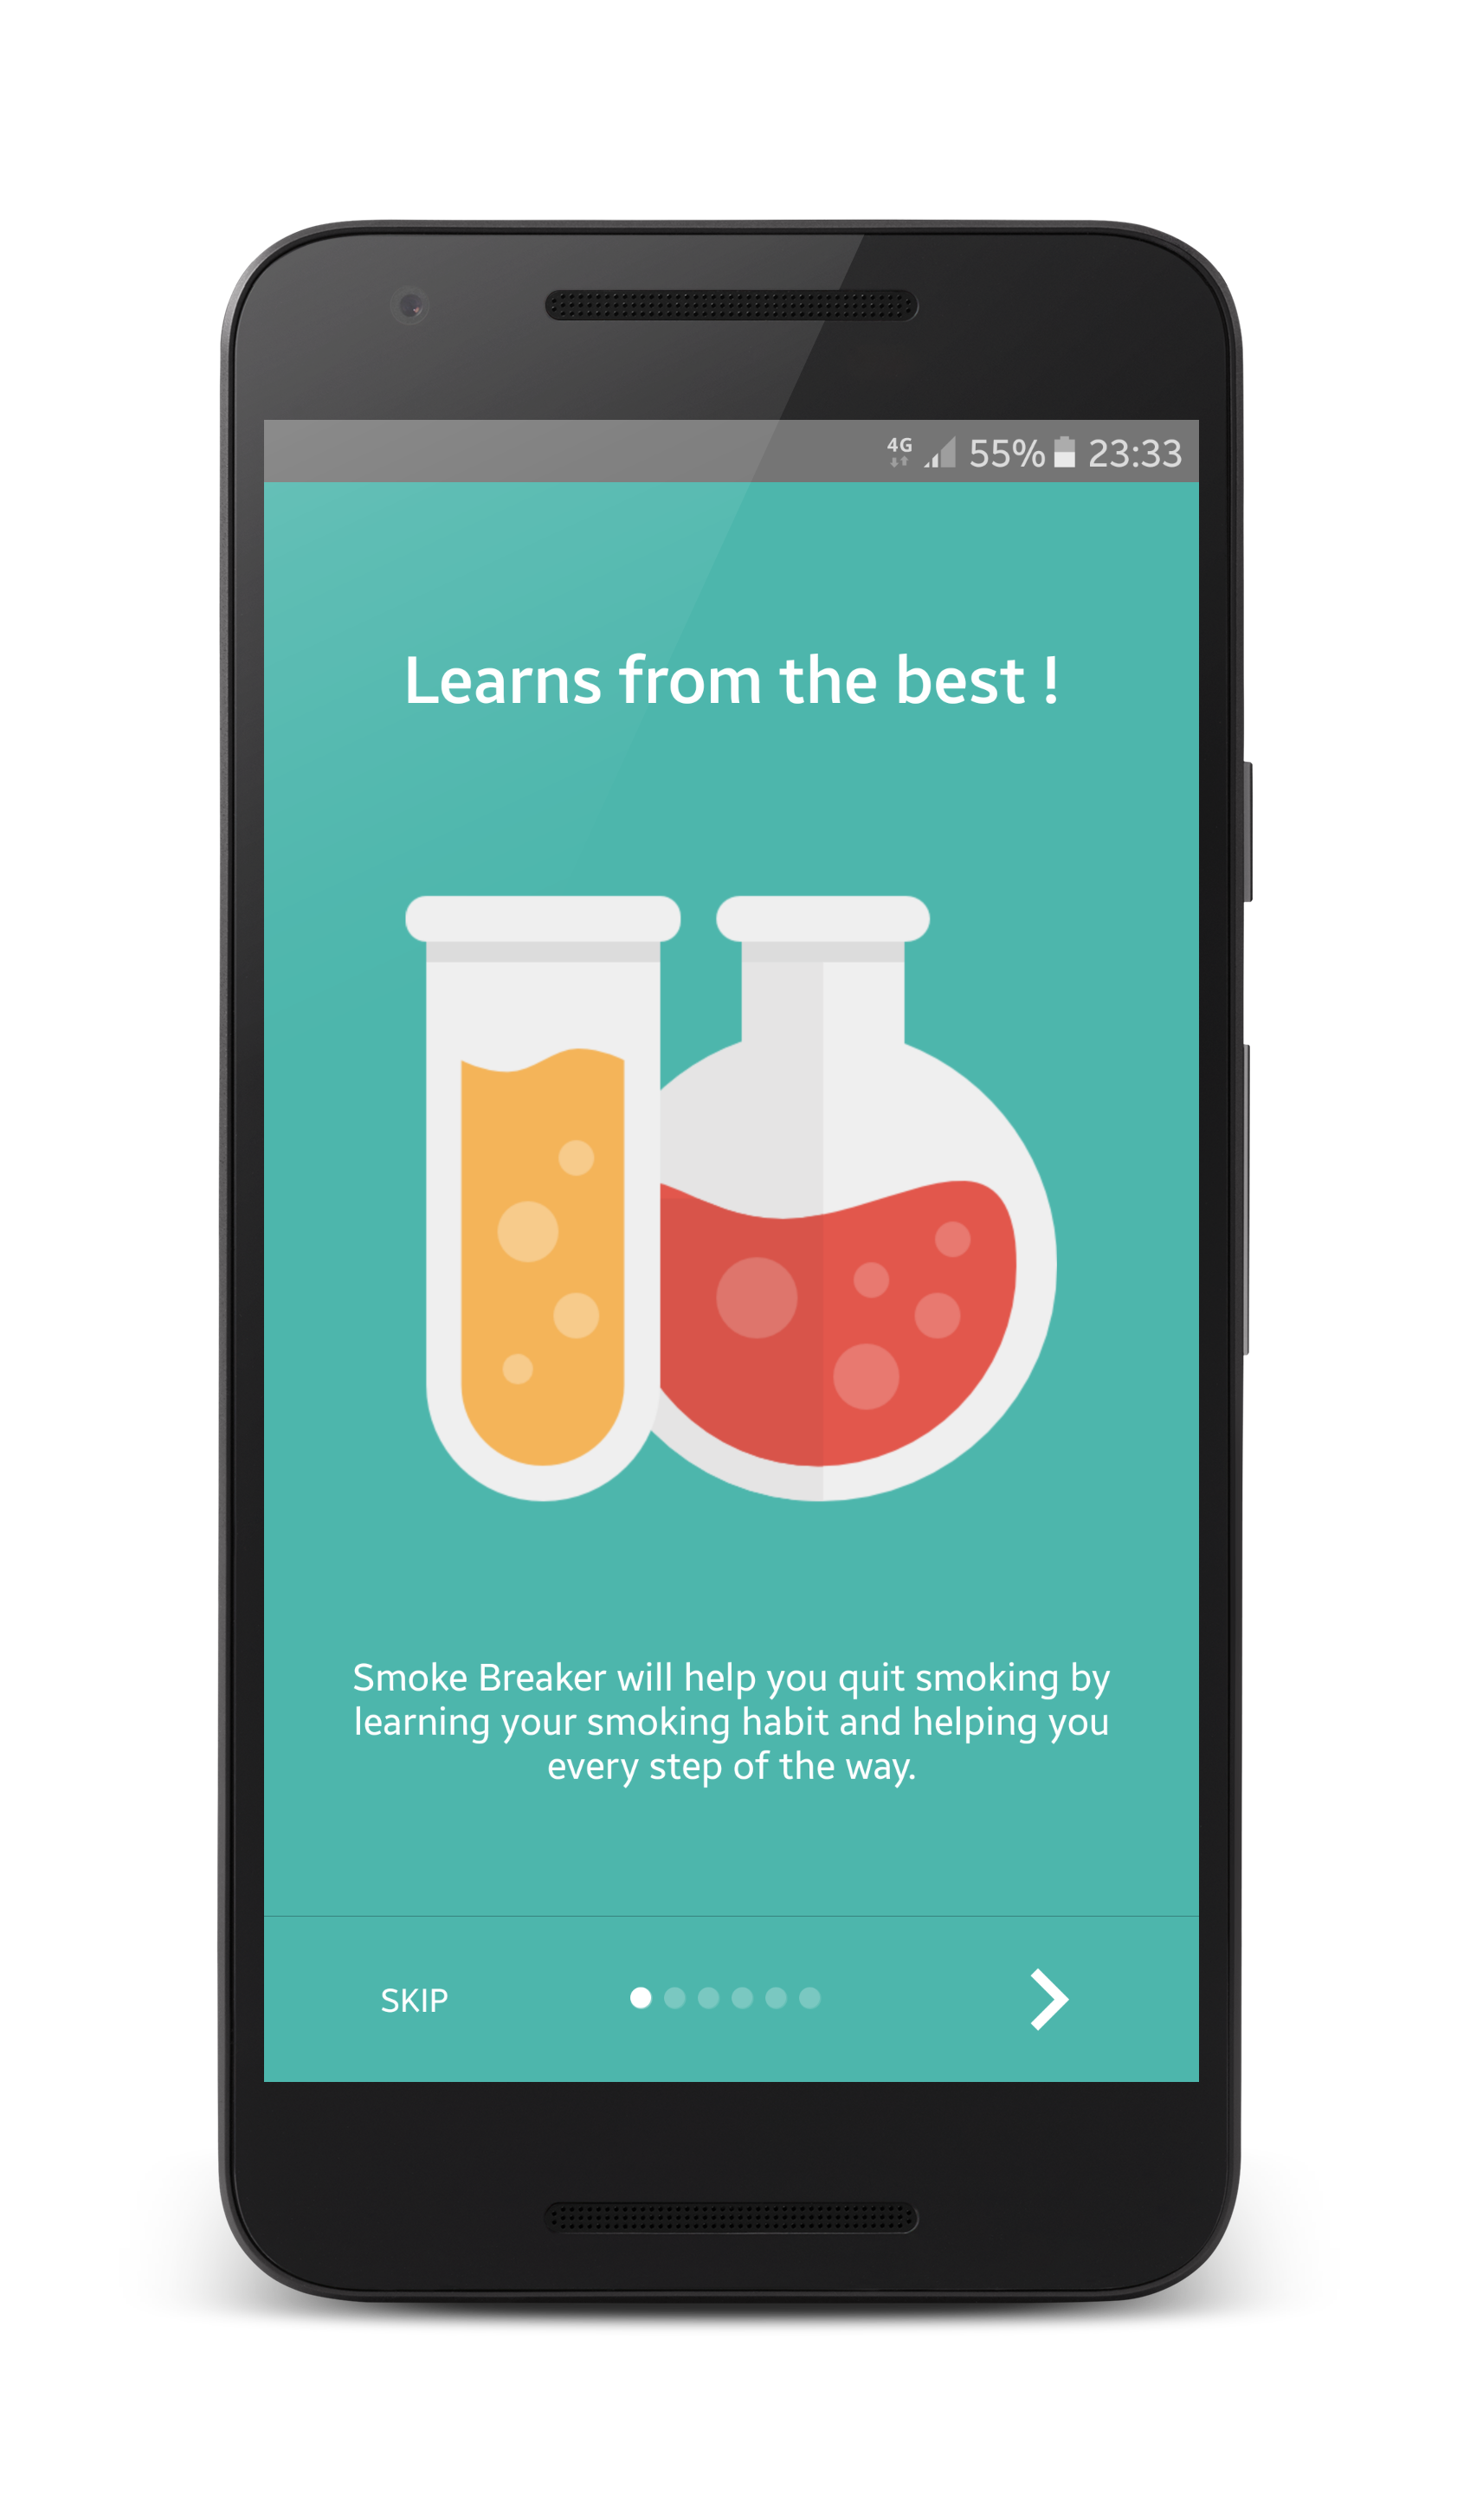 4G 55% 23:33
Learns from the best !
Smoke Breaker will help you quit smoking by
learning your smoking habit and helping you
every step of the way.
SKIP